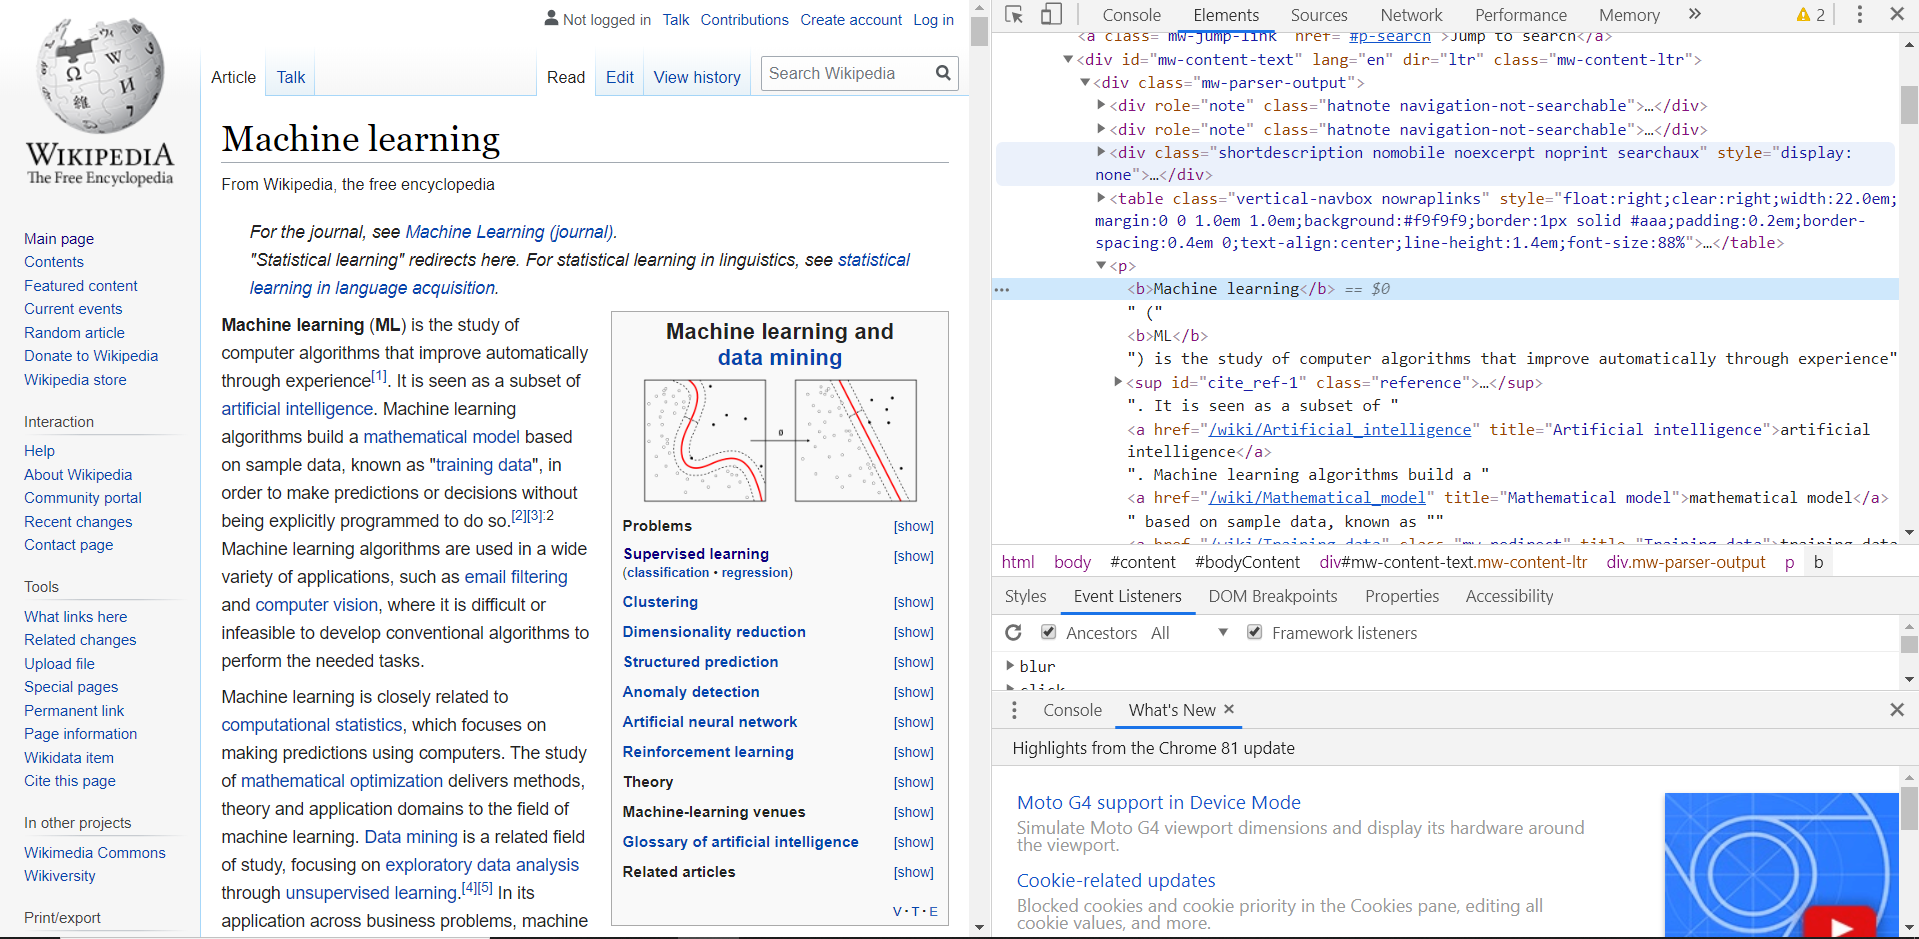 WIKIPEDIA
The Free Encyclopedia
Main page
Contents
Featured content
Current events
Random article
Donate to Wikipedia
Wikipedia store
Interaction
Help
About Wikipedia
Community portal
Recent changes
Contact page
Tools
What links here
Related changes
Upload file
Special pages
Permanent link
Page information
Wikidata item
Cite this page
In other projects
Wikimedia Commons
Wikiversity
Print/export
Not logged in Talk Contributions Create account Log in
Article Talk Read Edit View history Search Wikipedia
Machine learning
From Wikipedia, the free encyclopedia
For the journal, see Machine Learning (journal).
"Statistical learning" redirects here. For statistical learning in linguistics, see statistical
learning in language acquisition.
Machine learning (ML) is the study of
computer algorithms that improve automatically
through experience[1]. It is seen as a subset of
artificial intelligence. Machine learning
algorithms build a mathematical model based
on sample data, known as "training data", in
order to make predictions or decisions without
being explicitly programmed to do so.[2][3]:2
Machine learning algorithms are used in a wide
variety of applications, such as email filtering
and computer vision, where it is difficult or
infeasible to develop conventional algorithms to
perform the needed tasks.
Machine learning is closely related to
computational statistics, which focuses on
making predictions using computers. The study
of mathematical optimization delivers methods,
theory and application domains to the field of
machine learning. Data mining is a related field
of study, focusing on exploratory data analysis
through unsupervised learning.[4][5] In its
application across business problems, machine
Machine learning and
data mining
Problems [show]
Supervised learning [show]
(classification • regression)
Clustering [show]
Dimensionality reduction [show]
Structured prediction [show]
Anomaly detection [show]
Artificial neural network [show]
Reinforcement learning [show]
Theory [show]
Machine-learning venues [show]
Glossary of artificial intelligence [show]
Related articles [show]
V · T · E
Console Elements Sources Network Performance Memory » 2
<a class="mw-jump-link" href="#p-search">Jump to search</a>
<div id="mw-content-text" lang="en" dir="ltr" class="mw-content-ltr">
<div class="mw-parser-output">
<div role="note" class="hatnote navigation-not-searchable">…</div>
<div role="note" class="hatnote navigation-not-searchable">…</div>
<div class="shortdescription nomobile noexcerpt noprint searchaux" style="display:
none">…</div>
<table class="vertical-navbox nowraplinks" style="float:right;clear:right;width:22.0em;
margin:0 0 1.0em 1.0em;background:#f9f9f9;border:1px solid #aaa;padding:0.2em;border-
spacing:0.4em 0;text-align:center;line-height:1.4em;font-size:88%">…</table>
<p>
<b>Machine learning</b> == $0
" ("
<b>ML</b>
") is the study of computer algorithms that improve automatically through experience"
<sup id="cite_ref-1" class="reference">…</sup>
". It is seen as a subset of "
<a href="/wiki/Artificial_intelligence" title="Artificial intelligence">artificial
intelligence</a>
". Machine learning algorithms build a "
<a href="/wiki/Mathematical_model" title="Mathematical model">mathematical model</a>
" based on sample data, known as ""
<a href="/wiki/Training_data" class="mw-redirect" title="Training data">training data
html body #content #bodyContent div#mw-content-text.mw-content-ltr div.mw-parser-output p b
Styles Event Listeners DOM Breakpoints Properties Accessibility
Ancestors All Framework listeners
blur
click
Console What's New
Highlights from the Chrome 81 update
Moto G4 support in Device Mode
Simulate Moto G4 viewport dimensions and display its hardware around
the viewport.
Cookie-related updates
Blocked cookies and cookie priority in the Cookies pane, editing all
cookie values, and more.